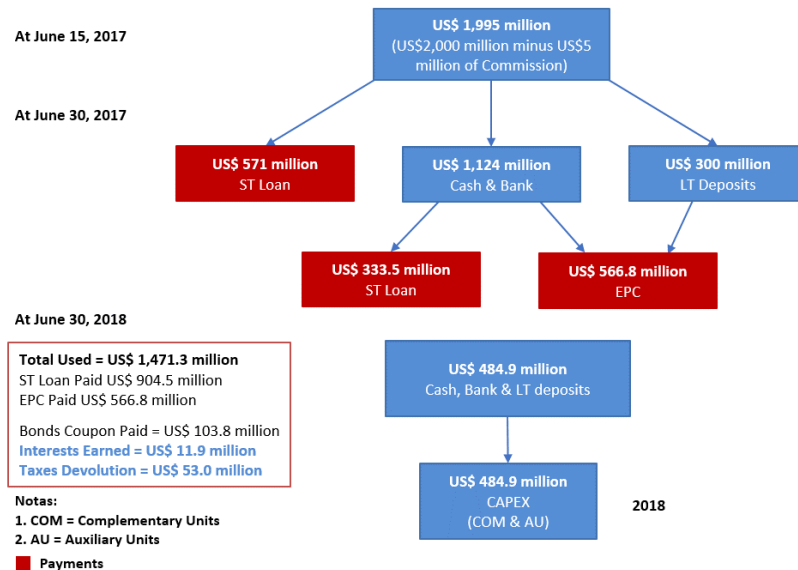 At June 15, 2017
US$ 1,995 million
(US$2,000 million minus US$5
million of Commission)
At June 30, 2017
US$ 571 million
ST Loan
US$ 1,124 million
Cash & Bank
US$ 300 million
LT Deposits
US$ 333.5 million
ST Loan
US$ 566.8 million
EPC
At June 30, 2018
Total Used = US$ 1,471.3 million
ST Loan Paid US$ 904.5 million
EPC Paid US$ 566.8 million
Bonds Coupon Paid = US$ 103.8 million
Interests Earned = US$ 11.9 million
Taxes Devolution = US$ 53.0 million
US$ 484.9 million
Cash, Bank & LT deposits
US$ 484.9 million
CAPEX
(COM & AU)
2018
Notas:
1. COM = Complementary Units
2. AU = Auxiliary Units
Payments